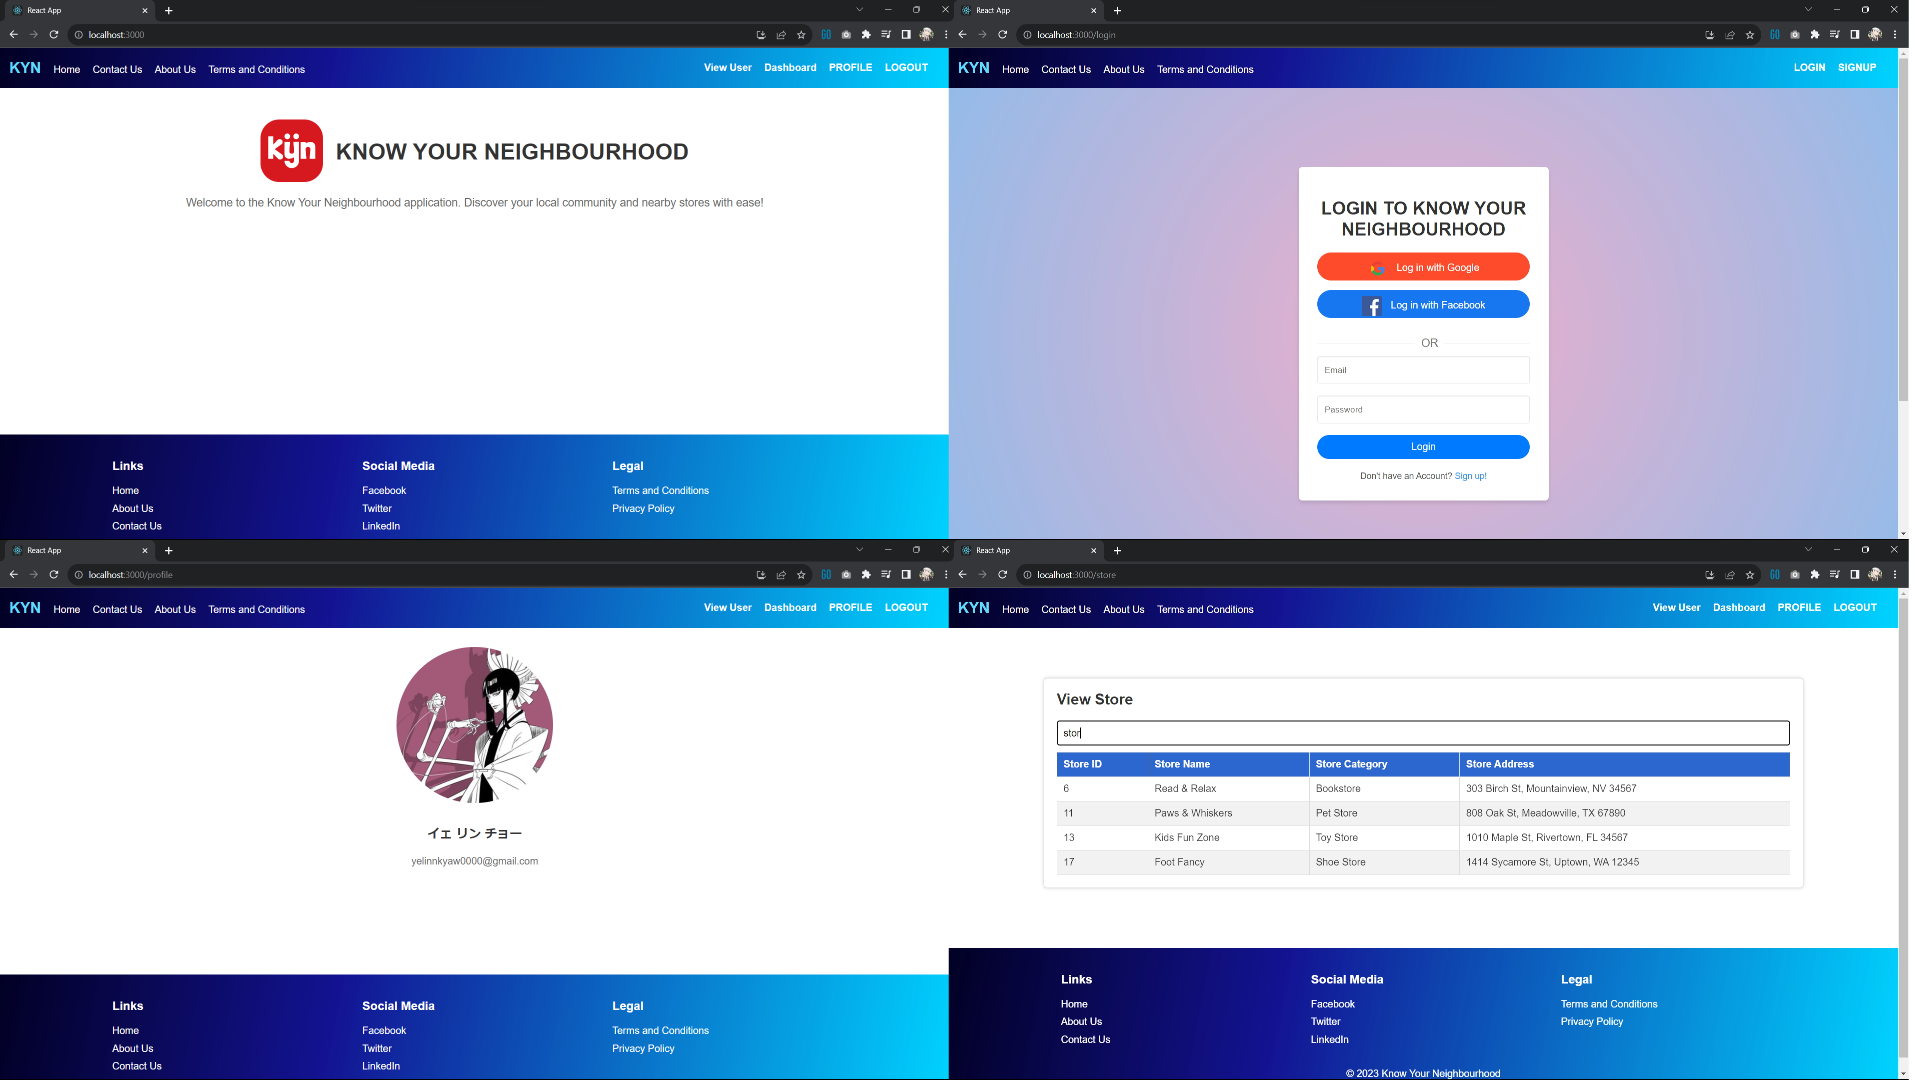 React App
localhost:3000
KYN Home Contact Us About Us Terms and Conditions View User Dashboard PROFILE LOGOUT
kijn KNOW YOUR NEIGHBOURHOOD
Welcome to the Know Your Neighbourhood application. Discover your local community and nearby stores with ease!
Links Social Media Legal
Home Facebook Terms and Conditions
About Us Twitter Privacy Policy
Contact Us LinkedIn
React App
localhost:3000/login
KYN Home Contact Us About Us Terms and Conditions LOGIN SIGNUP
LOGIN TO KNOW YOUR
NEIGHBOURHOOD
Log in with Google
Log in with Facebook
OR
Email
Password
Login
Don't have an Account? Sign up!
React App
localhost:3000/profile
KYN Home Contact Us About Us Terms and Conditions View User Dashboard PROFILE LOGOUT
イェ リン チョー
yelinnkyaw0000@gmail.com
Links Social Media Legal
Home Facebook Terms and Conditions
About Us Twitter Privacy Policy
Contact Us LinkedIn
React App
localhost:3000/store
KYN Home Contact Us About Us Terms and Conditions View User Dashboard PROFILE LOGOUT
View Store
stor
Store ID Store Name Store Category Store Address
6 Read & Relax Bookstore 303 Birch St, Mountainview, NV 34567
11 Paws & Whiskers Pet Store 808 Oak St, Meadowville, TX 67890
13 Kids Fun Zone Toy Store 1010 Maple St, Rivertown, FL 34567
17 Foot Fancy Shoe Store 1414 Sycamore St, Uptown, WA 12345
Links Social Media Legal
Home Facebook Terms and Conditions
About Us Twitter Privacy Policy
Contact Us LinkedIn
© 2023 Know Your Neighbourhood